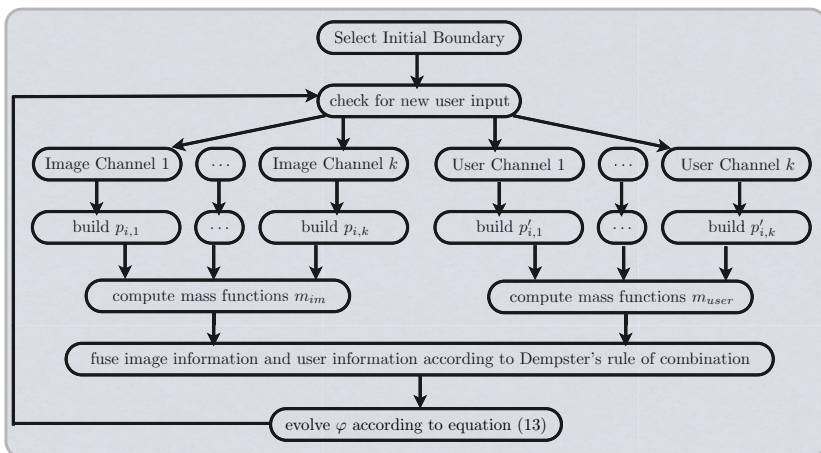 Select Initial Boundary
check for new user input
Image Channel 1 ... Image Channel k User Channel 1 ... User Channel k
build p_{i,1} ... build p_{i,k} build p'_{i,1} ... build p'_{i,k}
compute mass functions m_{im} compute mass functions m_{user}
fuse image information and user information according to Dempster's rule of combination
evolve φ according to equation (13)